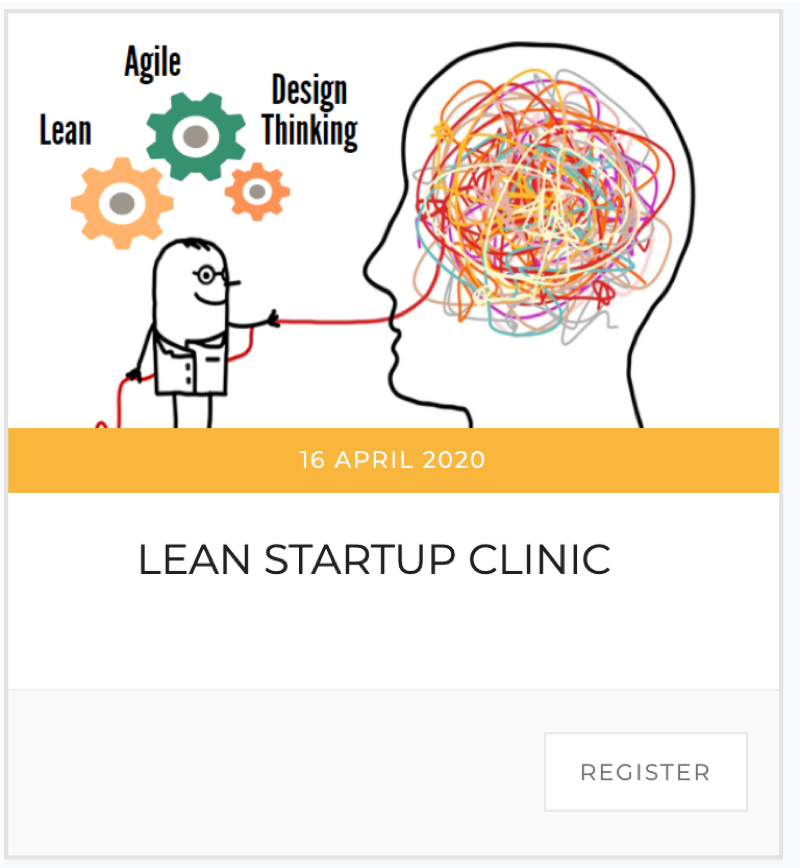 Agile
Lean
Design
Thinking
16 APRIL 2020
LEAN STARTUP CLINIC
REGISTER